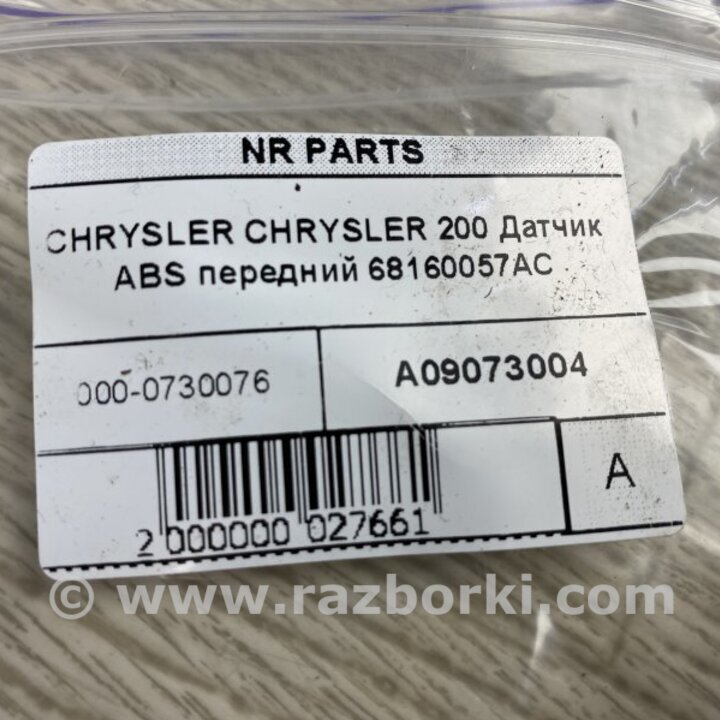 NR PARTS
CHRYSLER CHRYSLER 200 Датчик
ABS передний 68160057AC
000-0730076
A09073004
2 000000 027661
A
© www.razborki.com